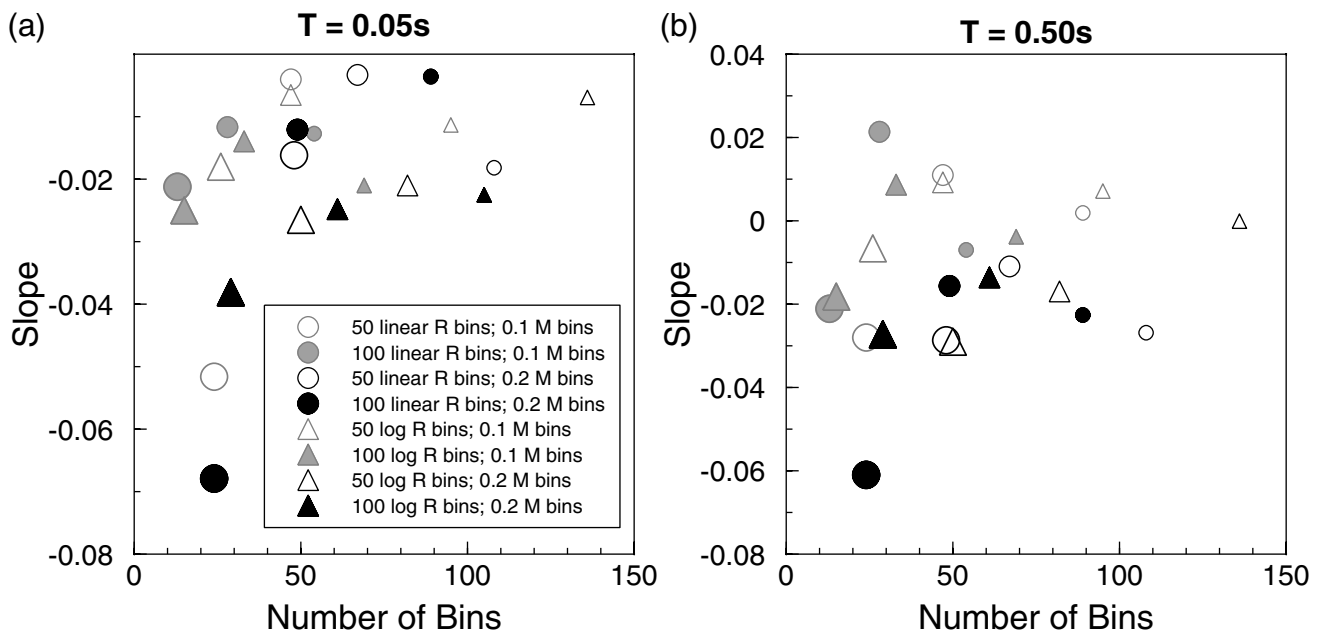 (a)
T = 0.05s
-0.02
-0.04
-0.06
-0.08
Slope
0
50
100
150
Number of Bins
50 linear R bins; 0.1 M bins
100 linear R bins; 0.1 M bins
50 linear R bins; 0.2 M bins
100 linear R bins; 0.2 M bins
50 log R bins; 0.1 M bins
100 log R bins; 0.1 M bins
50 log R bins; 0.2 M bins
100 log R bins; 0.2 M bins
(b)
T = 0.50s
0.04
0.02
0
-0.02
-0.04
-0.06
-0.08
Slope
0
50
100
150
Number of Bins